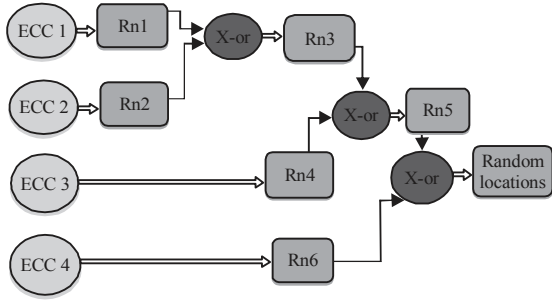 ECC 1
Rn1
X-or
Rn3
ECC 2
Rn2
X-or
Rn5
ECC 3
Rn4
X-or
Random
locations
ECC 4
Rn6